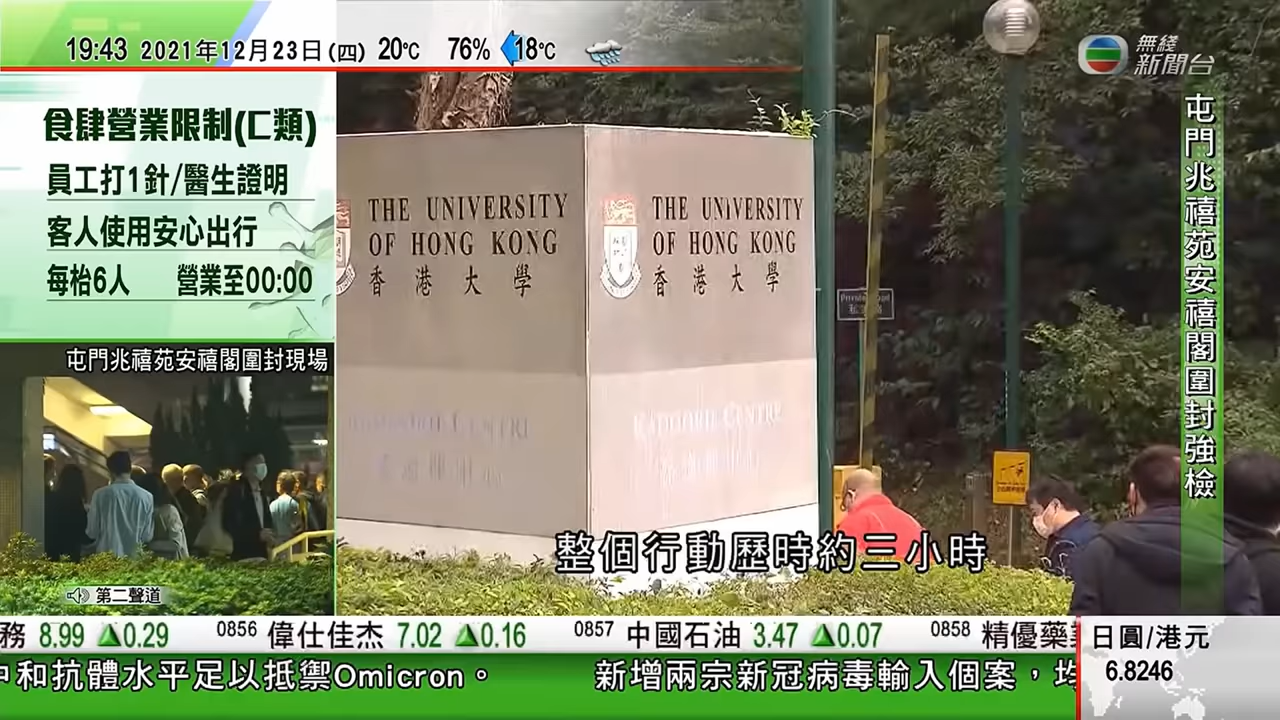 19:43 2021年12月23日(四) 20℃ 76% 18℃
無綫
新聞台
食肆營業限制(C類)
員工打1針/醫生證明
客人使用安心出行
每枱6人 營業至00:00
屯門兆禧苑安禧閣圍封現場
第二聲道
THE UNIVERSITY
OF HONG KONG
香港大學
THE UNIVERSITY
OF HONG KONG
香港大學
KADOORIE CENTRE
Private Road
屯門兆禧苑安禧閣圍封強檢
整個行動歷時約三小時
務 8.99 ▲0.29 0856 偉仕佳杰 7.02 ▲0.16 0857 中國石油 3.47 ▲0.07 0858 精優藥
中和抗體水平足以抵禦Omicron。 新增兩宗新冠病毒輸入個案，均
日圓/港元
6.8246